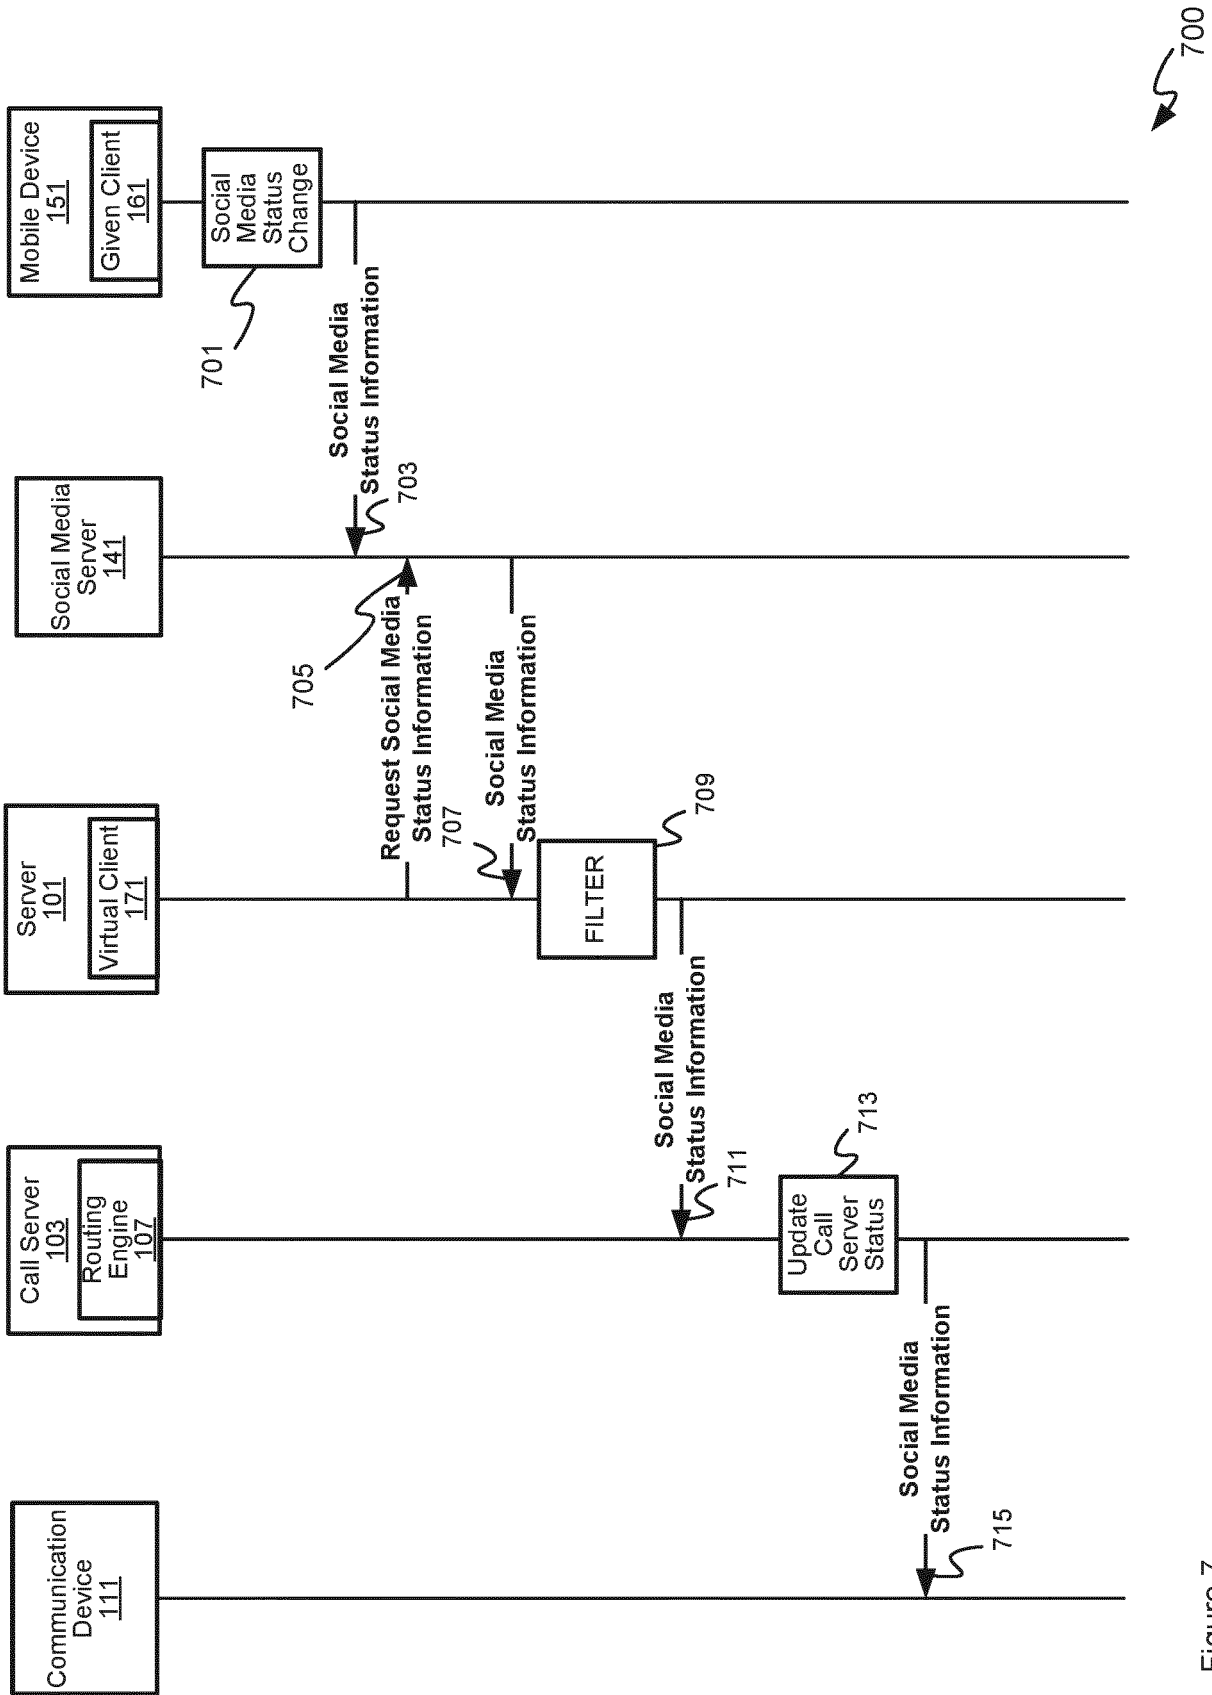 Communication
Device
111
Call Server
103
Routing
Engine
107
Server
101
Virtual Client
171
Social Media
Server
141
Mobile Device
151
Given Client
161
Social
Media
Status
Change
701
Social Media
Status Information
703
705
Request Social Media
Status Information
707
Social Media
Status Information
FILTER
709
Social Media
Status Information
711
Update
Call
Server
Status
713
Social Media
Status Information
715
Figure 7
700